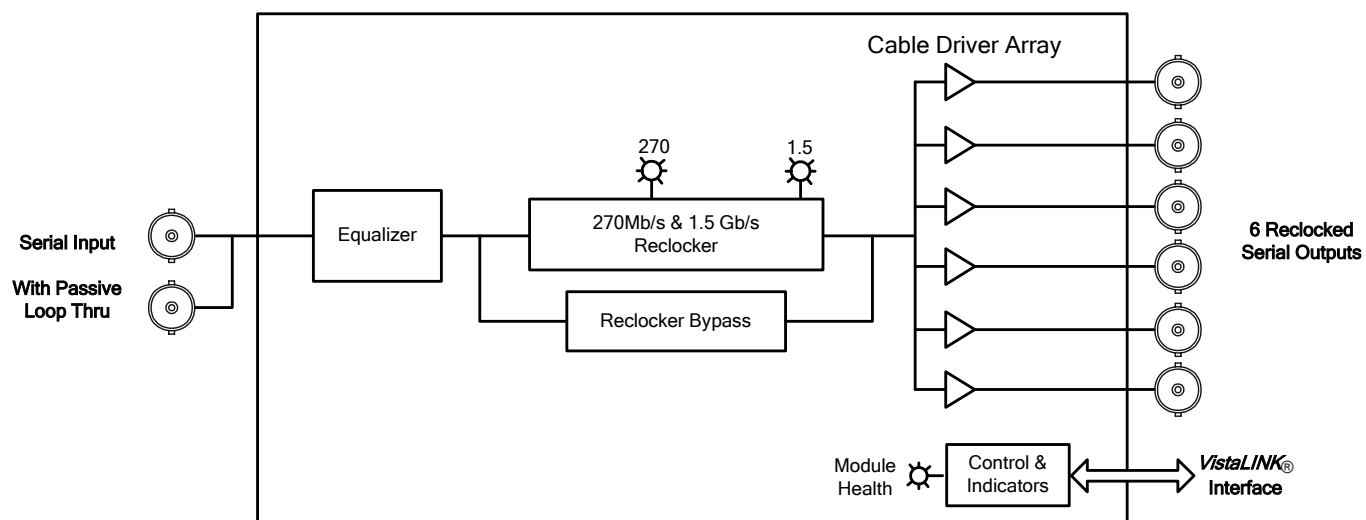 Cable Driver Array
270
1.5
Serial Input
With Passive
Loop Thru
Equalizer
270Mb/s & 1.5 Gb/s
Reclocker
Reclocker Bypass
6 Reclocked
Serial Outputs
Module
Health
Control &
Indicators
VistaLINK®
Interface